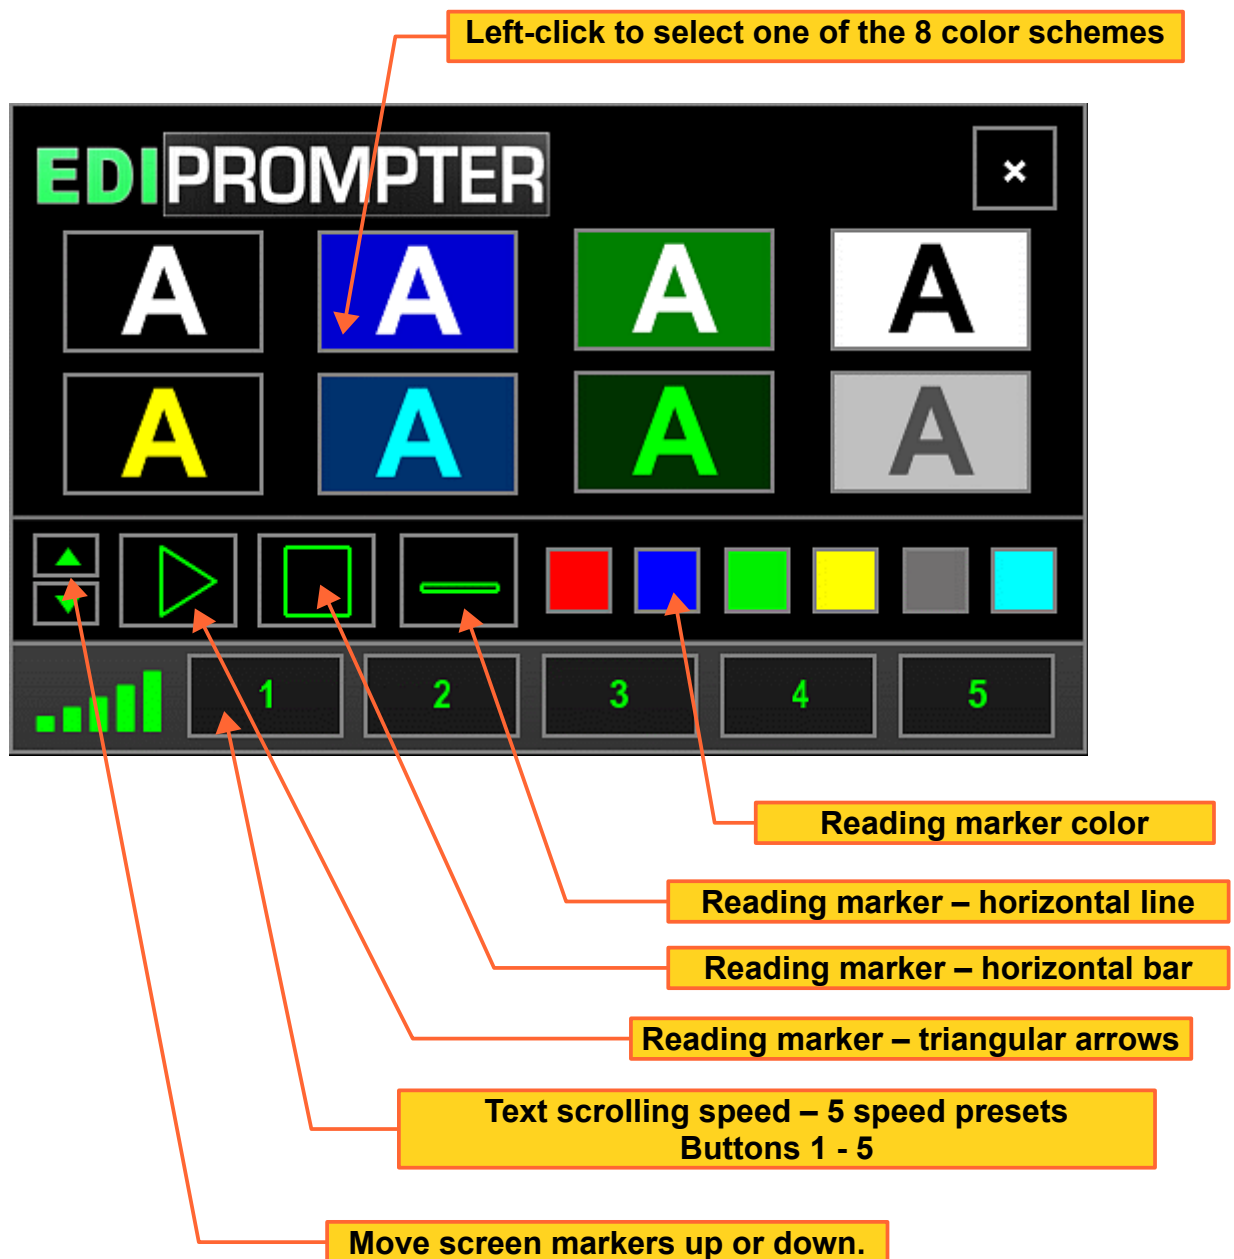 Left-click to select one of the 8 color schemes
EDIPROMPTER
×
A A A A
A A A A
1 2 3 4 5
Reading marker color
Reading marker – horizontal line
Reading marker – horizontal bar
Reading marker – triangular arrows
Text scrolling speed – 5 speed presets
Buttons 1 - 5
Move screen markers up or down.